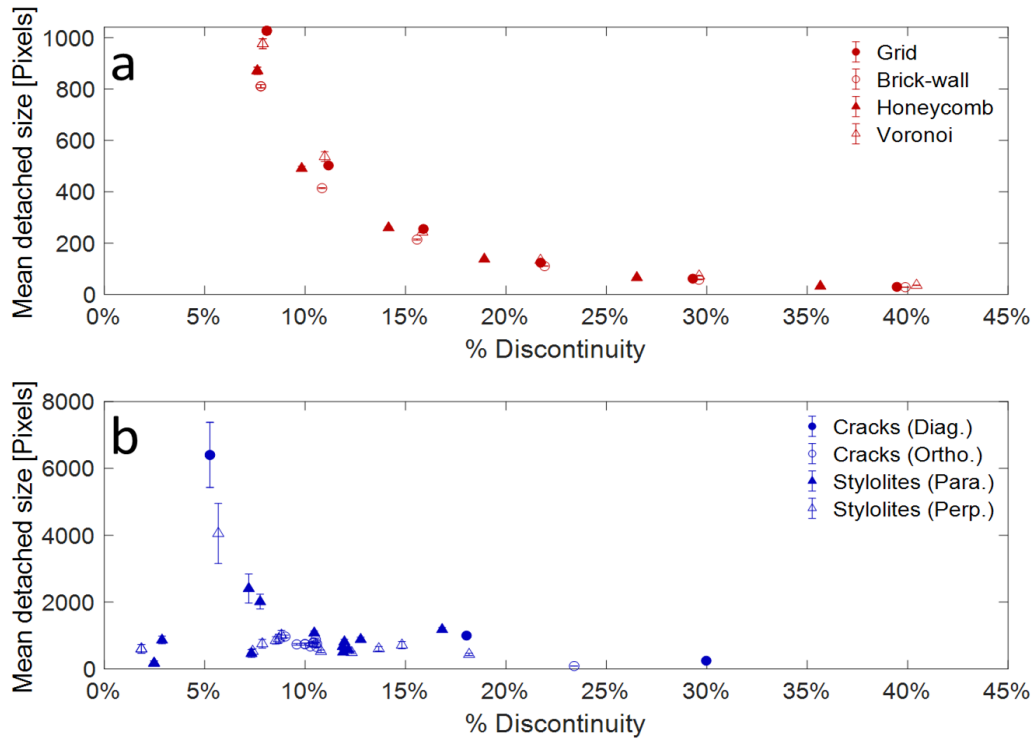 a
Mean detached size [Pixels]
1000
800
600
400
200
0
Grid
Brick-wall
Honeycomb
Voronoi
0% 5% 10% 15% 20% 25% 30% 35% 40% 45%
% Discontinuity
b
Mean detached size [Pixels]
8000
6000
4000
2000
0
Cracks (Diag.)
Cracks (Ortho.)
Stylolites (Para.)
Stylolites (Perp.)
0% 5% 10% 15% 20% 25% 30% 35% 40% 45%
% Discontinuity